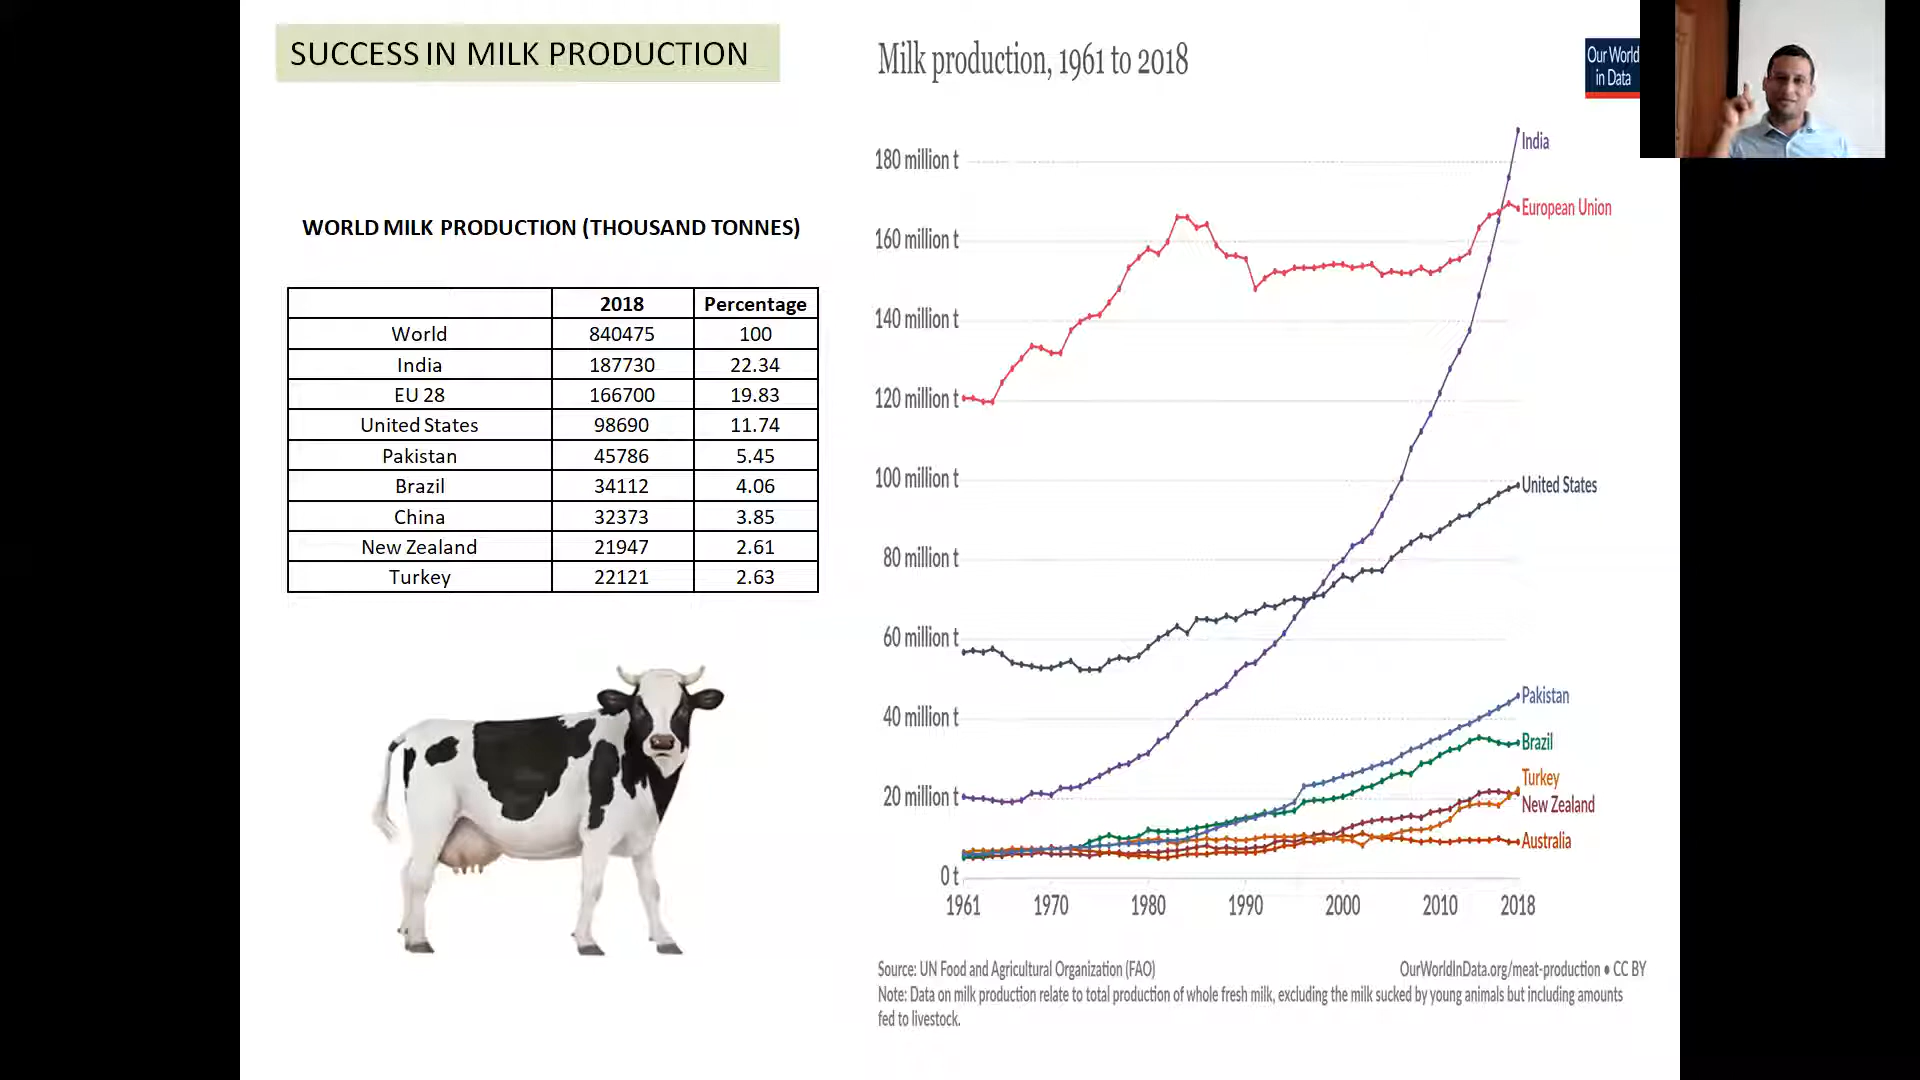 SUCCESS IN MILK PRODUCTION
WORLD MILK PRODUCTION (THOUSAND TONNES)
2018 Percentage
World 840475 100
India 187730 22.34
EU 28 166700 19.83
United States 98690 11.74
Pakistan 45786 5.45
Brazil 34112 4.06
China 32373 3.85
New Zealand 21947 2.61
Turkey 22121 2.63
Milk production, 1961 to 2018
Our World
in Data
180 million t
160 million t
140 million t
120 million t
100 million t
80 million t
60 million t
40 million t
20 million t
0 t
India
European Union
United States
Pakistan
Brazil
Turkey
New Zealand
Australia
1961 1970 1980 1990 2000 2010 2018
Source: UN Food and Agricultural Organization (FAO)
OurWorldInData.org/meat-production • CC BY
Note: Data on milk production relate to total production of whole fresh milk, excluding the milk sucked by young animals but including amounts
fed to livestock.